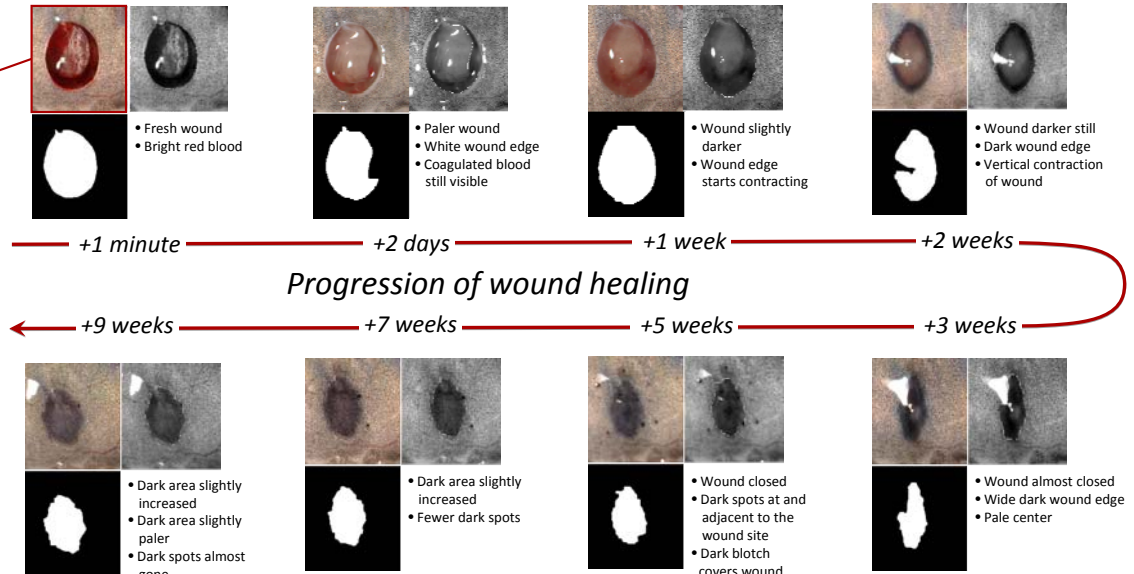 • Fresh wound
• Bright red blood
• Paler wound
• White wound edge
• Coagulated blood
still visible
• Wound slightly
darker
• Wound edge
starts contracting
• Wound darker still
• Dark wound edge
• Vertical contraction
of wound
+1 minute
+2 days
+1 week
+2 weeks
Progression of wound healing
+9 weeks
+7 weeks
+5 weeks
+3 weeks
• Dark area slightly
increased
• Dark area slightly
paler
• Dark spots almost
gone
• Dark area slightly
increased
• Fewer dark spots
• Wound closed
• Dark spots at and
adjacent to the
wound site
• Dark blotch
covers wound
• Wound almost closed
• Wide dark wound edge
• Pale center